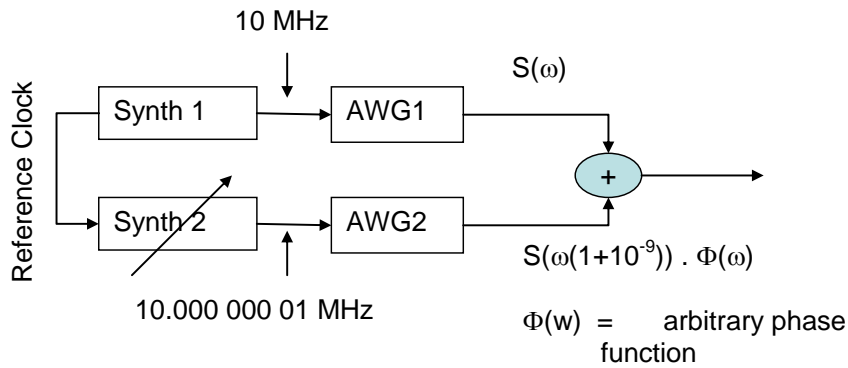 10 MHz
S(ω)
Reference Clock
Synth 1
AWG1
+
Synth 2
AWG2
S(ω(1+10⁻⁹)) . Φ(ω)
10.000 000 01 MHz
Φ(w) = arbitrary phase
function